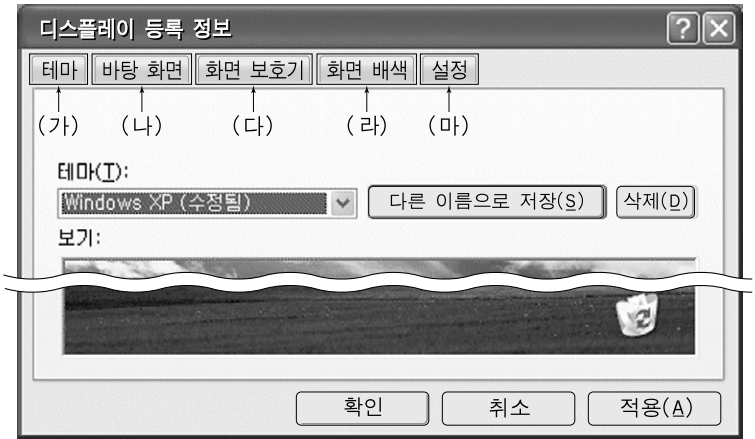 디스플레이 등록 정보
테마 바탕 화면 화면 보호기 화면 배색 설정
(가) (나) (다) (라) (마)
테마(T):
Windows XP (수정됨) 다른 이름으로 저장(S) 삭제(D)
보기:
확인 취소 적용(A)